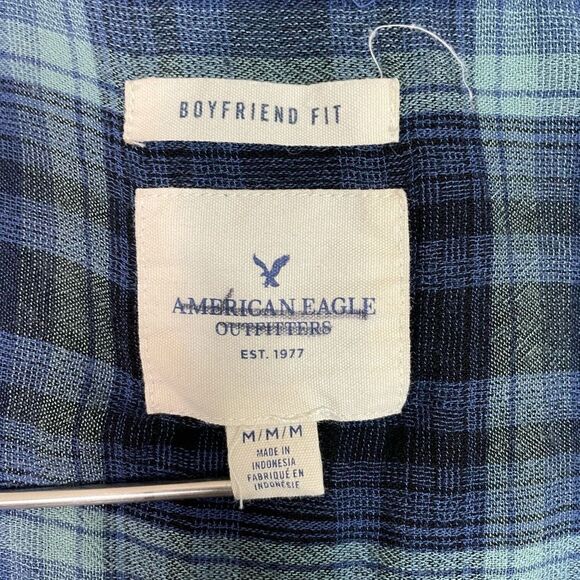 BOYFRIEND FIT
AMERICAN EAGLE
OUTFITTERS
EST. 1977
M/M/M
MADE IN
INDONESIA
FABRIQUÉ EN
INDONÉSIE